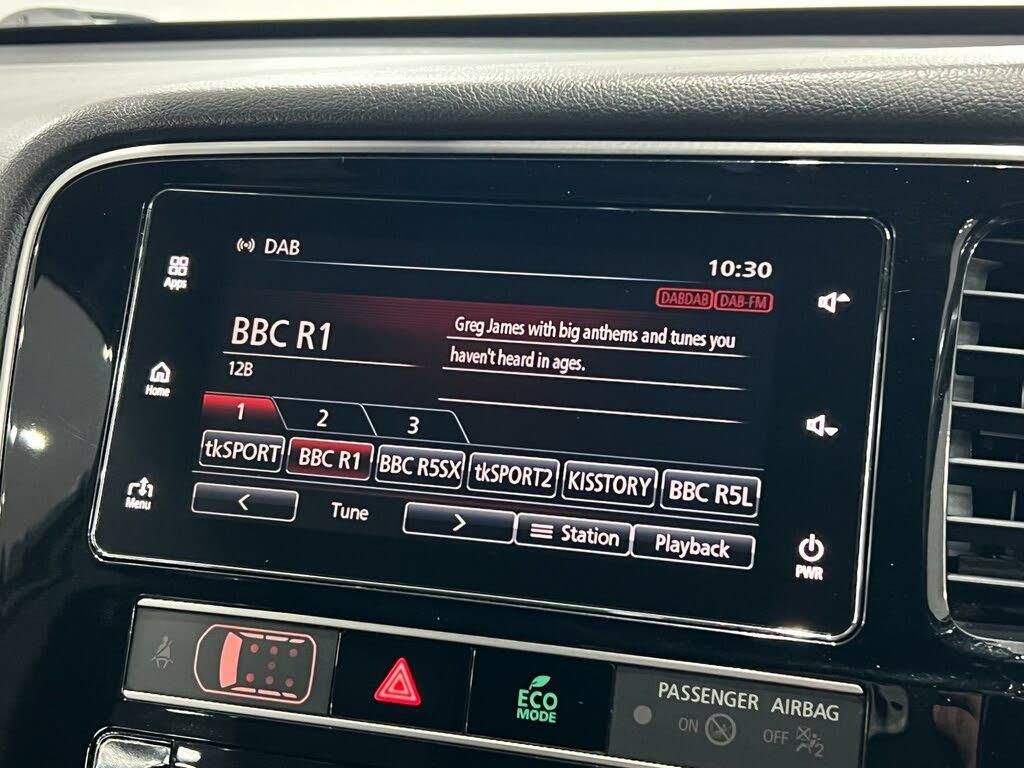 DAB
10:30
Apps
DABDAB DAB-FM
BBC R1
Greg James with big anthems and tunes you
haven't heard in ages.
12B
Home
1 2 3
tkSPORT BBC R1 BBC R5SX tkSPORT2 KISSTORY BBC R5L
Menu
< Tune > Station Playback
PWR
ECO
MODE
PASSENGER AIRBAG
ON OFF 2